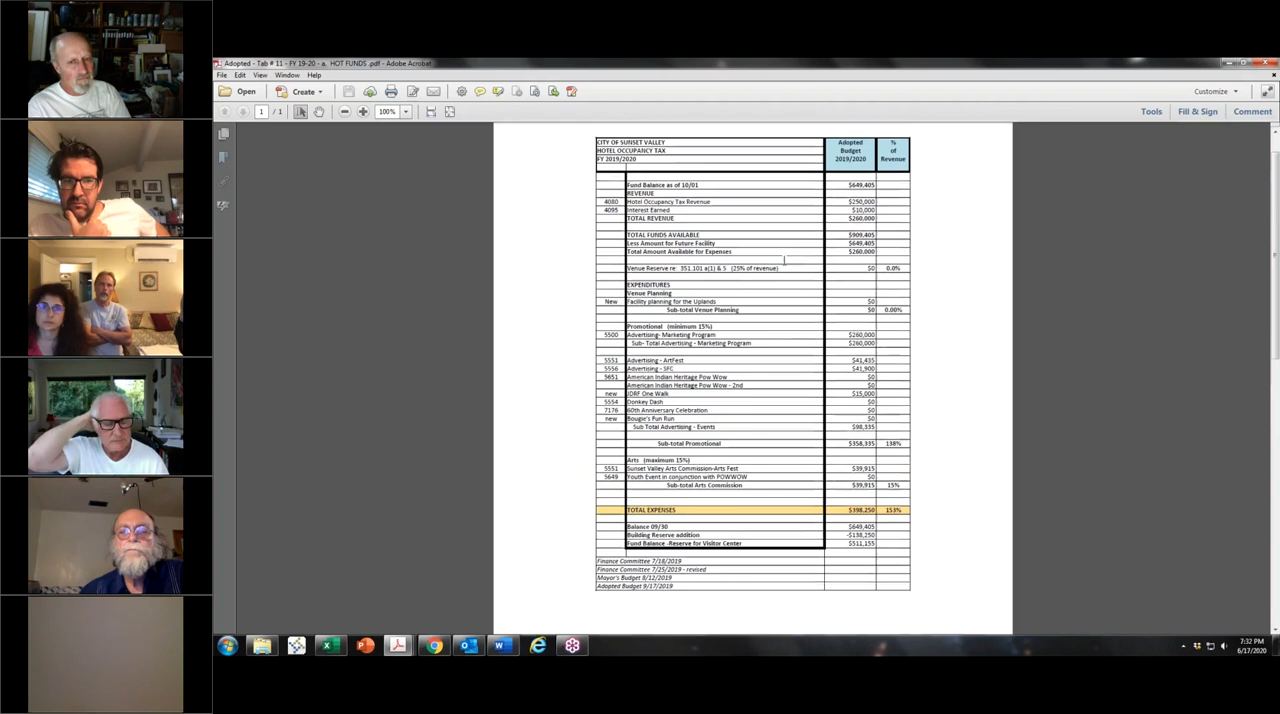 Adopted - Tab # 11 - FY 19-20 - a. HOT FUNDS .pdf - Adobe Acrobat
File Edit View Window Help
Open Create Customize
1 / 1 100% Tools Fill & Sign Comment
CITY OF SUNSET VALLEY
HOTEL OCCUPANCY TAX
FY 2019/2020
Adopted
Budget
2019/2020
%
of
Revenue
Fund Balance as of 10/01 $649,405
REVENUE
4080 Hotel Occupancy Tax Revenue $250,000
4095 Interest Earned $10,000
TOTAL REVENUE $260,000
TOTAL FUNDS AVAILABLE $909,405
Less Amount for Future Facility $649,405
Total Amount Available for Expenses $260,000
Venue Reserve re: 351.101 a(1) & 5 (25% of revenue) $0 0.0%
EXPENDITURES
Venue Planning
New Facility planning for the Uplands $0
Sub-total Venue Planning $0 0.00%
Promotional (minimum 15%)
5500 Advertising- Marketing Program $260,000
Sub- Total Advertising - Marketing Program $260,000
5551 Advertising - ArtFest $41,435
5556 Advertising - SFC $41,900
5651 American Indian Heritage Pow Wow $0
American Indian Heritage Pow Wow - 2nd $0
new JDRF One Walk $15,000
5554 Donkey Dash $0
7176 60th Anniversary Celebration $0
new Bougie's Fun Run $0
Sub Total Advertising - Events $98,335
Sub-total Promotional $358,335 138%
Arts (maximum 15%)
5551 Sunset Valley Arts Commission-Arts Fest $39,915
5649 Youth Event in conjunction with POWWOW $0
Sub-total Arts Commission $39,915 15%
TOTAL EXPENSES $398,250 153%
Balance 09/30 $649,405
Building Reserve addition -$138,250
Fund Balance -Reserve for Visitor Center $511,155
Finance Committee 7/18/2019
Finance Committee 7/25/2019 - revised
Mayor's Budget 8/12/2019
Adopted Budget 9/17/2019
7:32 PM
6/17/2020